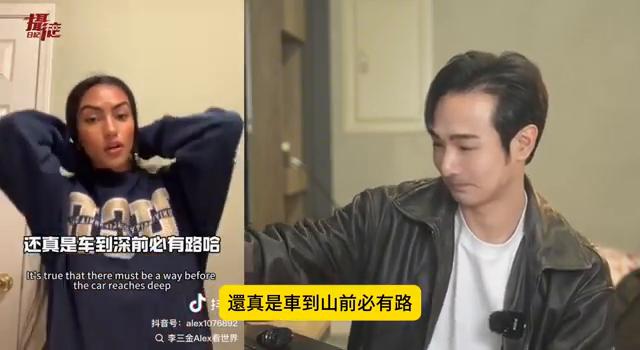 日記
还真是车到深前必有路哈
It's true that there must be a way before
the car reaches deep
抖音号：alex1076892
李三金Alex看世界
還真是車到山前必有路